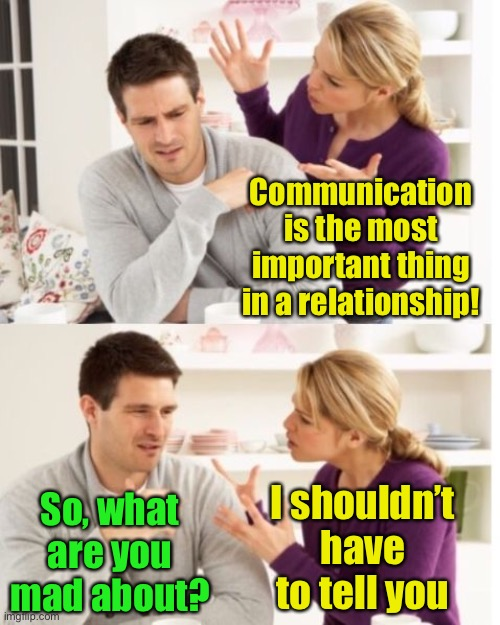 Communication
is the most
important thing
in a relationship!
So, what
are you
mad about?
I shouldn’t
have
to tell you
imgflip.com